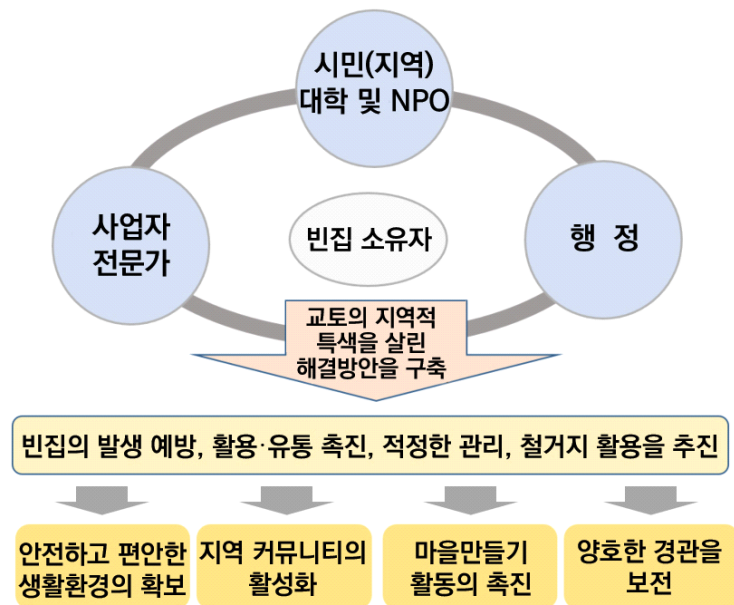 시민(지역)
대학 및 NPO
사업자
전문가
빈집 소유자
행 정
교토의 지역적
특색을 살린
해결방안을 구축
빈집의 발생 예방, 활용·유통 촉진, 적정한 관리, 철거지 활용을 추진
안전하고 편안한
생활환경의 확보
지역 커뮤니티의
활성화
마을만들기
활동의 촉진
양호한 경관을
보전